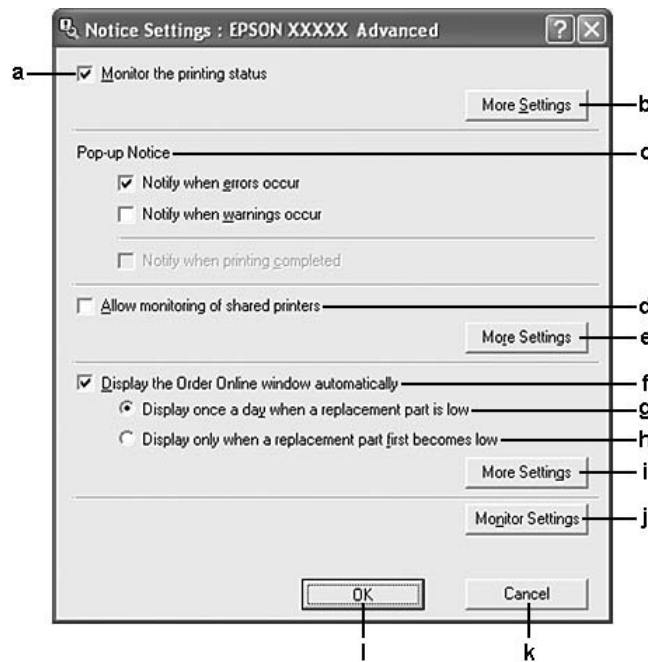 Notice Settings : EPSON XXXXX Advanced
a
Monitor the printing status
More Settings
b
Pop-up Notice
c
Notify when errors occur
Notify when warnings occur
Notify when printing completed
Allow monitoring of shared printers
d
More Settings
e
Display the Order Online window automatically
f
Display once a day when a replacement part is low
g
Display only when a replacement part first becomes low
h
More Settings
i
Monitor Settings
j
OK
Cancel
l
k